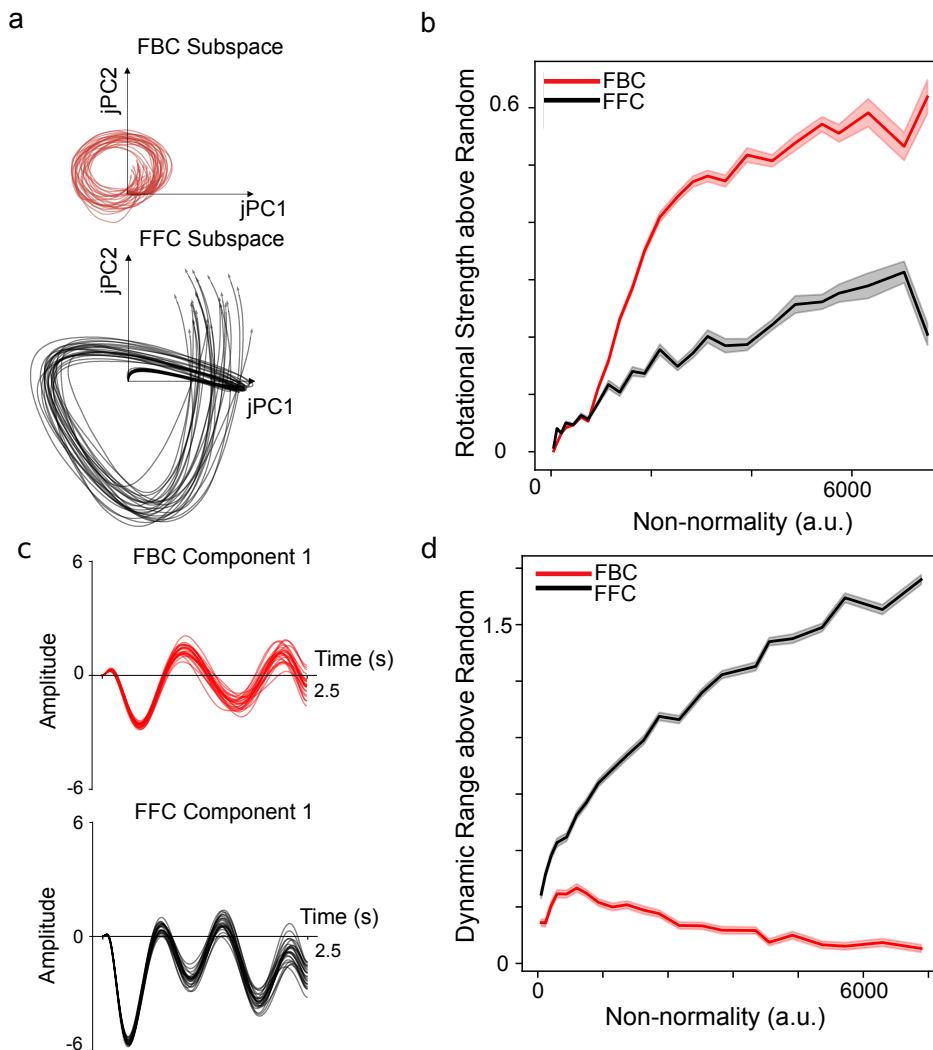 a
FBC Subspace
jPC2
jPC1
FFC Subspace
jPC2
jPC1
b
FBC
FFC
Rotational Strength above Random
0.6
0
0
6000
Non-normality (a.u.)
c
FBC Component 1
6
0
-6
Amplitude
Time (s)
2.5
FFC Component 1
6
0
-6
Amplitude
Time (s)
2.5
d
FBC
FFC
Dynamic Range above Random
1.5
0
0
6000
Non-normality (a.u.)